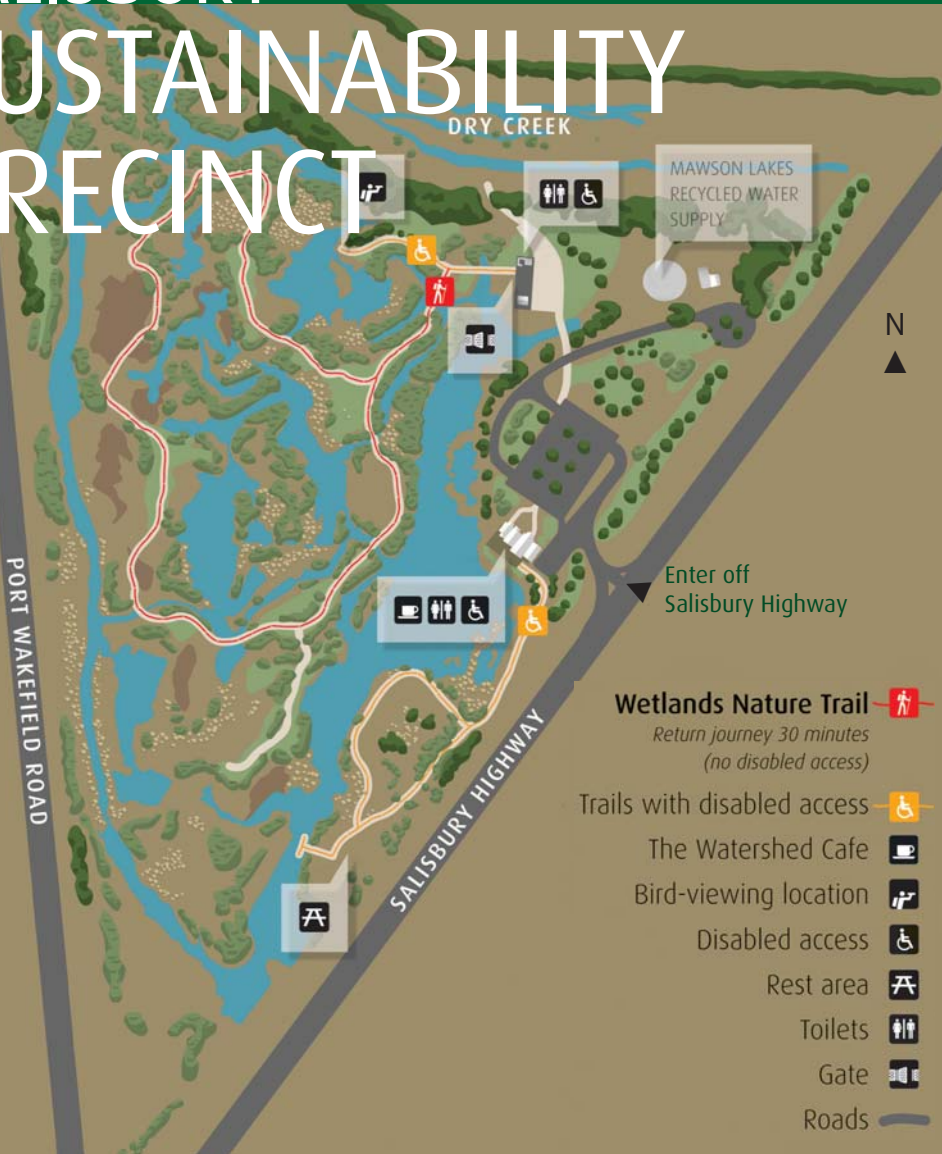 USTAINABILITY
RECINCT
DRY CREEK
MAWSON LAKES
RECYCLED WATER
SUPPLY
N
PORT WAKEFIELD ROAD
Enter off
Salisbury Highway
SALISBURY HIGHWAY
Wetlands Nature Trail
Return journey 30 minutes
(no disabled access)
Trails with disabled access
The Watershed Cafe
Bird-viewing location
Disabled access
Rest area
Toilets
Gate
Roads